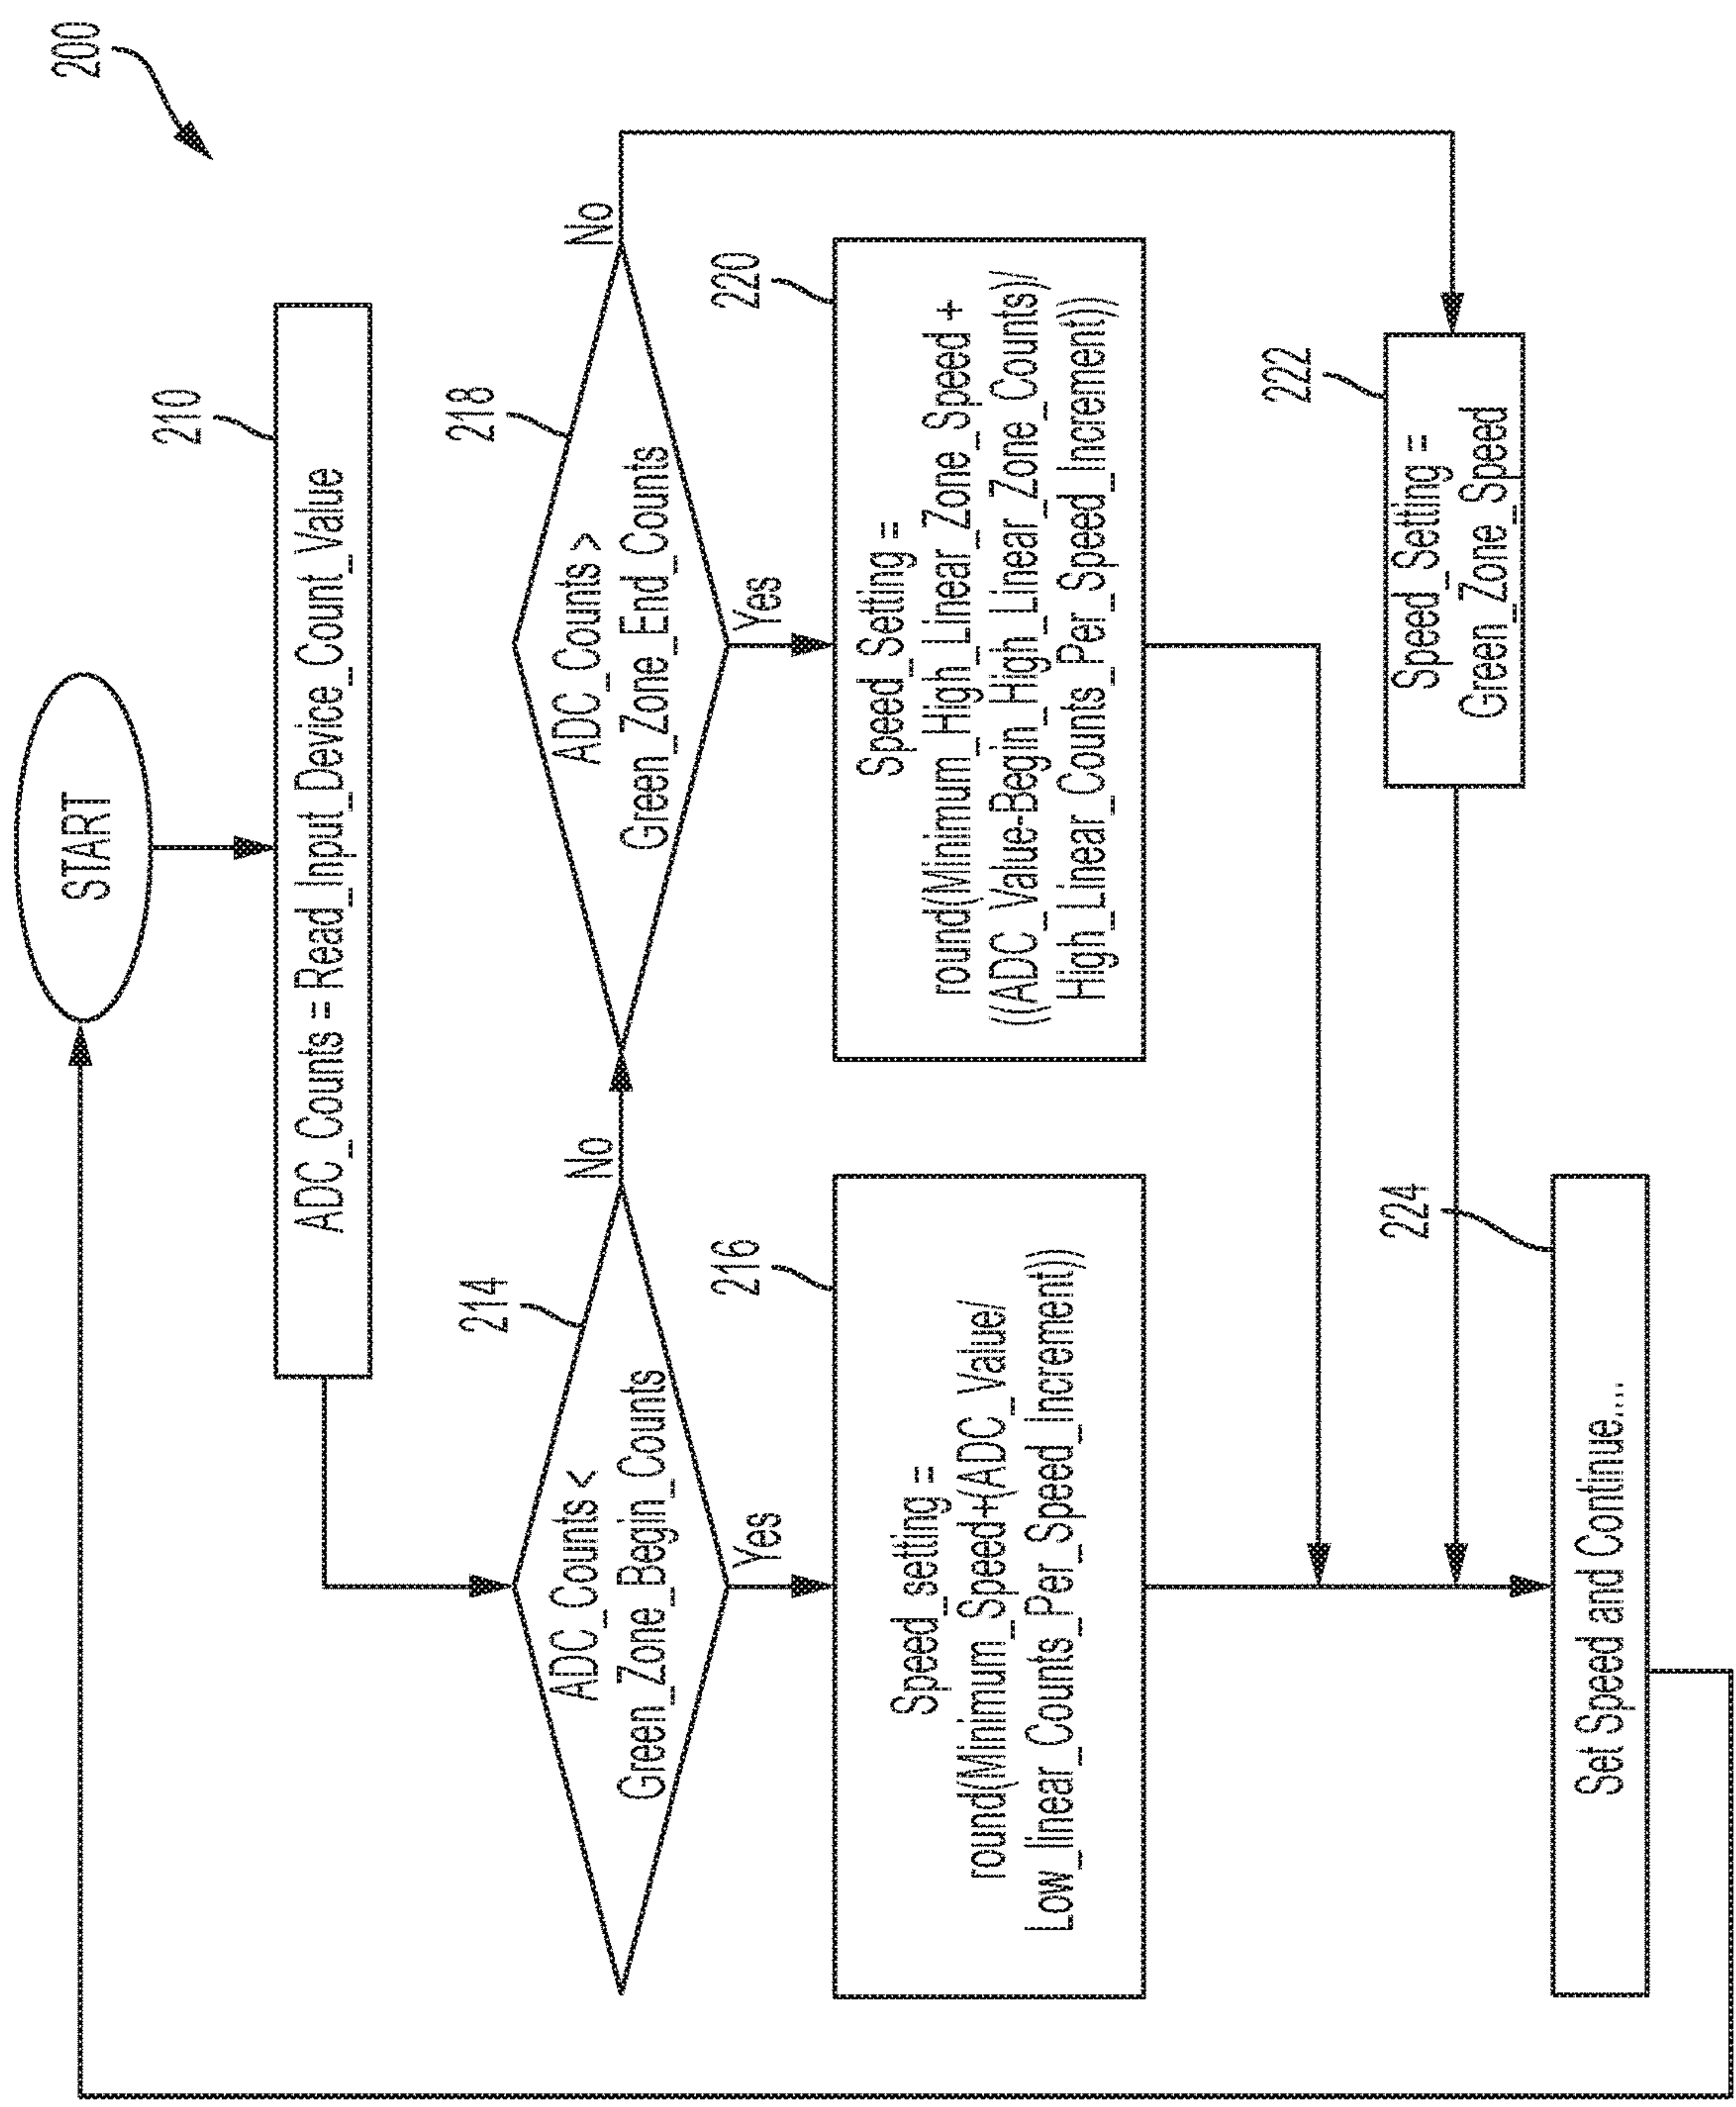 200
START
210
ADC_Counts = Read_Input_Device_Count_Value
214
ADC_Counts <
Green_Zone_Begin_Counts
No
Yes
218
ADC_Counts >
Green_Zone_End_Counts
No
Yes
216
Speed_setting =
round(Minimum_Speed+(ADC_Value/
Low_linear_Counts_Per_Speed_Increment))
220
Speed_Setting =
round(Minimum_High_Linear_Zone_Speed +
((ADC_Value-Begin_High_Linear_Zone_Counts)/
High_Linear_Counts_Per_Speed_Increment))
222
Speed_Setting =
Green_Zone_Speed
224
Set Speed and Continue....